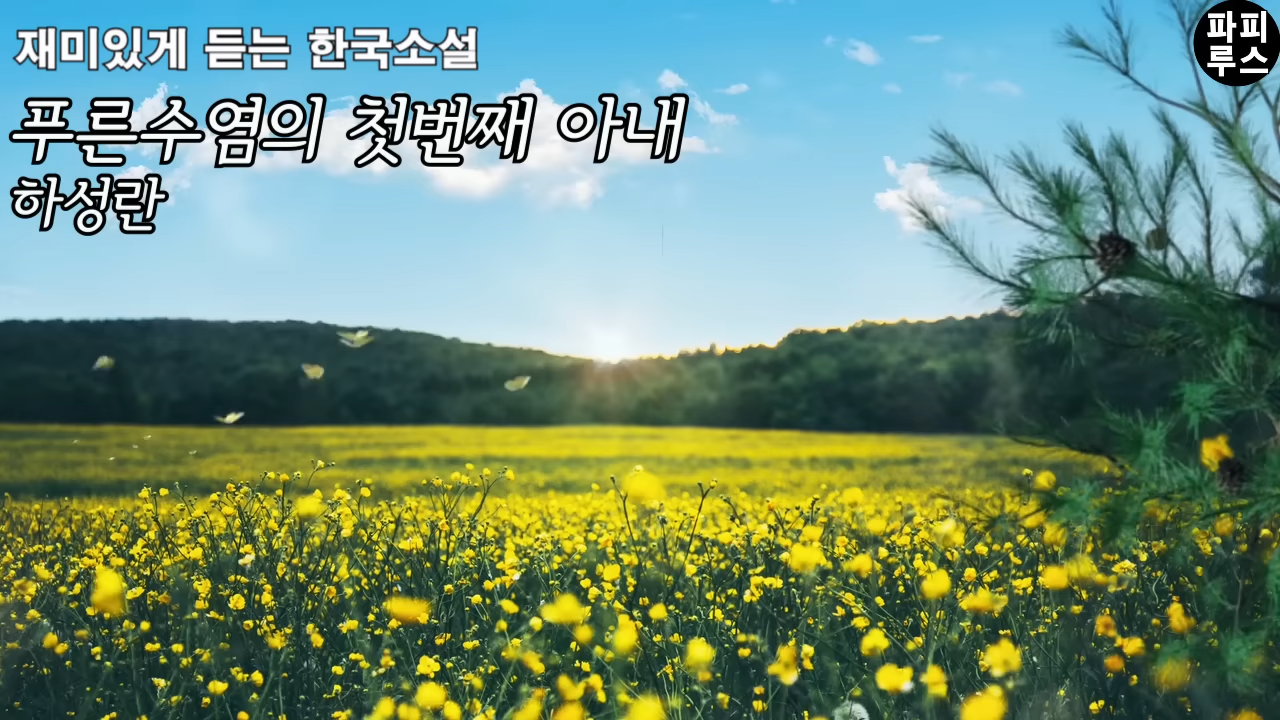 재미있게 듣는 한국소설
푸른수염의 첫번째 아내
하성란
파피
루스